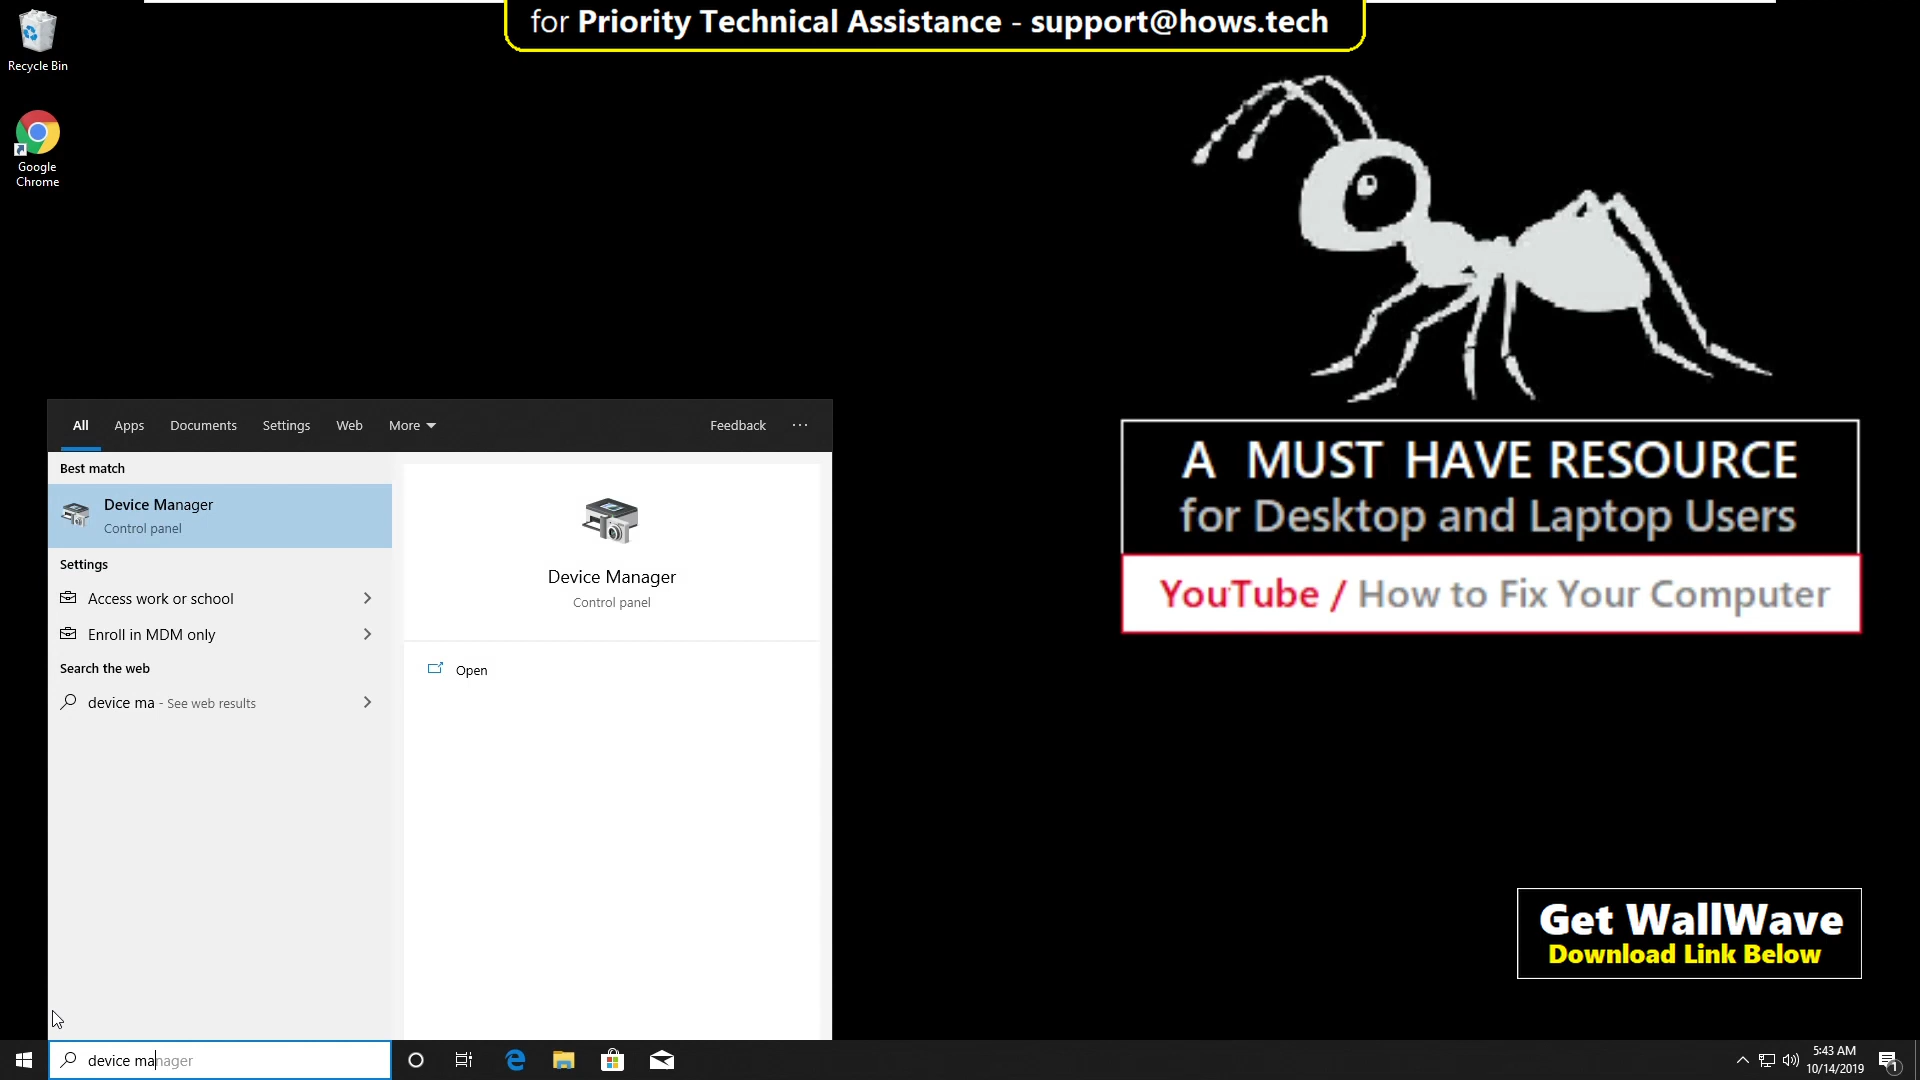 for Priority Technical Assistance - support@hows.tech
Recycle Bin
Google
Chrome
A MUST HAVE RESOURCE
for Desktop and Laptop Users
YouTube / How to Fix Your Computer
All Apps Documents Settings Web More Feedback ...
Best match
Device Manager
Control panel
Settings
Access work or school
Enroll in MDM only
Search the web
device ma - See web results
Device Manager
Control panel
Open
Get WallWave
Download Link Below
device manager
5:43 AM
10/14/2019
1